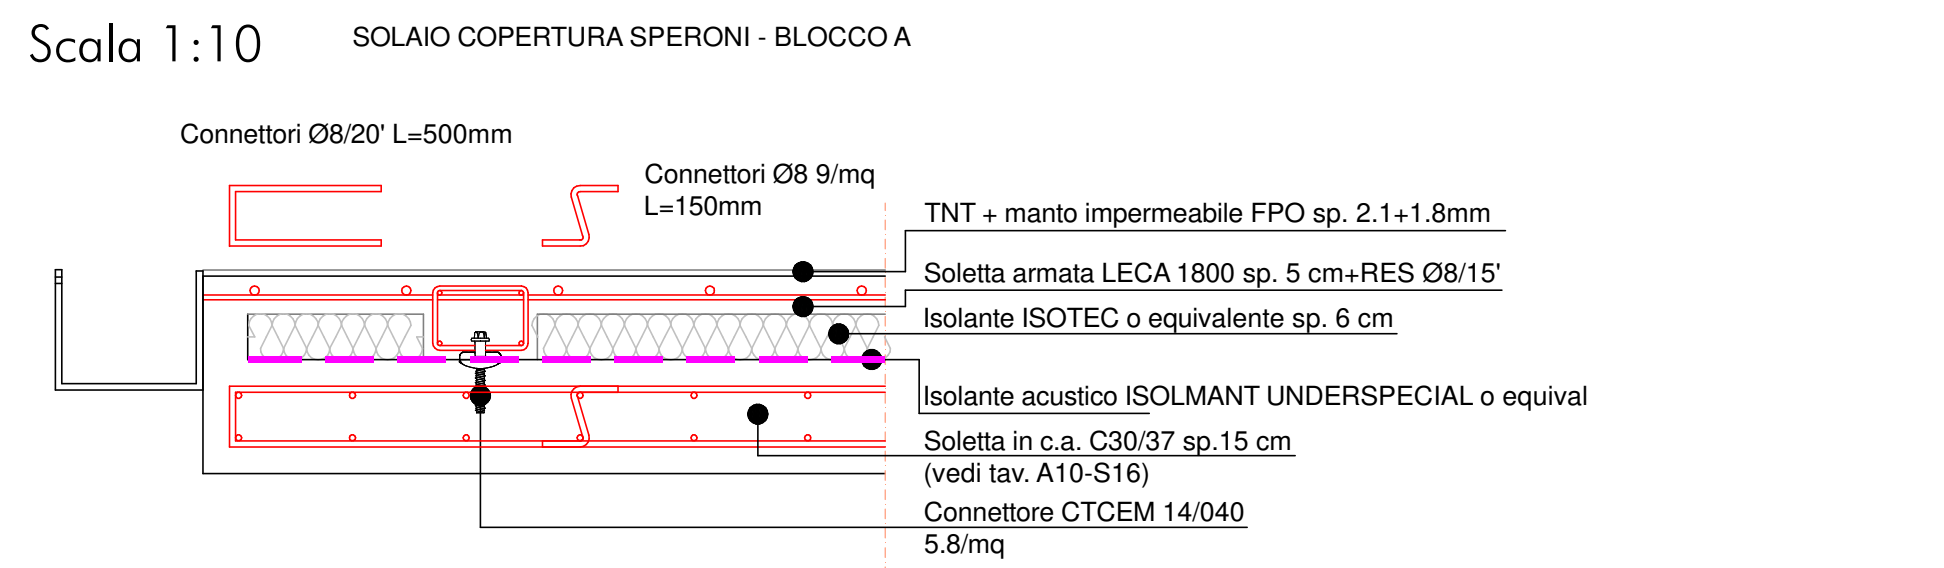 Scala 1:10
SOLAIO COPERTURA SPERONI - BLOCCO A
Connettori Ø8/20' L=500mm
Connettori Ø8 9/mq
L=150mm
TNT + manto impermeabile FPO sp. 2.1+1.8mm
Soletta armata LECA 1800 sp. 5 cm+RES Ø8/15'
Isolante ISOTEC o equivalente sp. 6 cm
Isolante acustico ISOLMANT UNDERSPECIAL o equival
Soletta in c.a. C30/37 sp.15 cm
(vedi tav. A10-S16)
Connettore CTCEM 14/040
5.8/mq